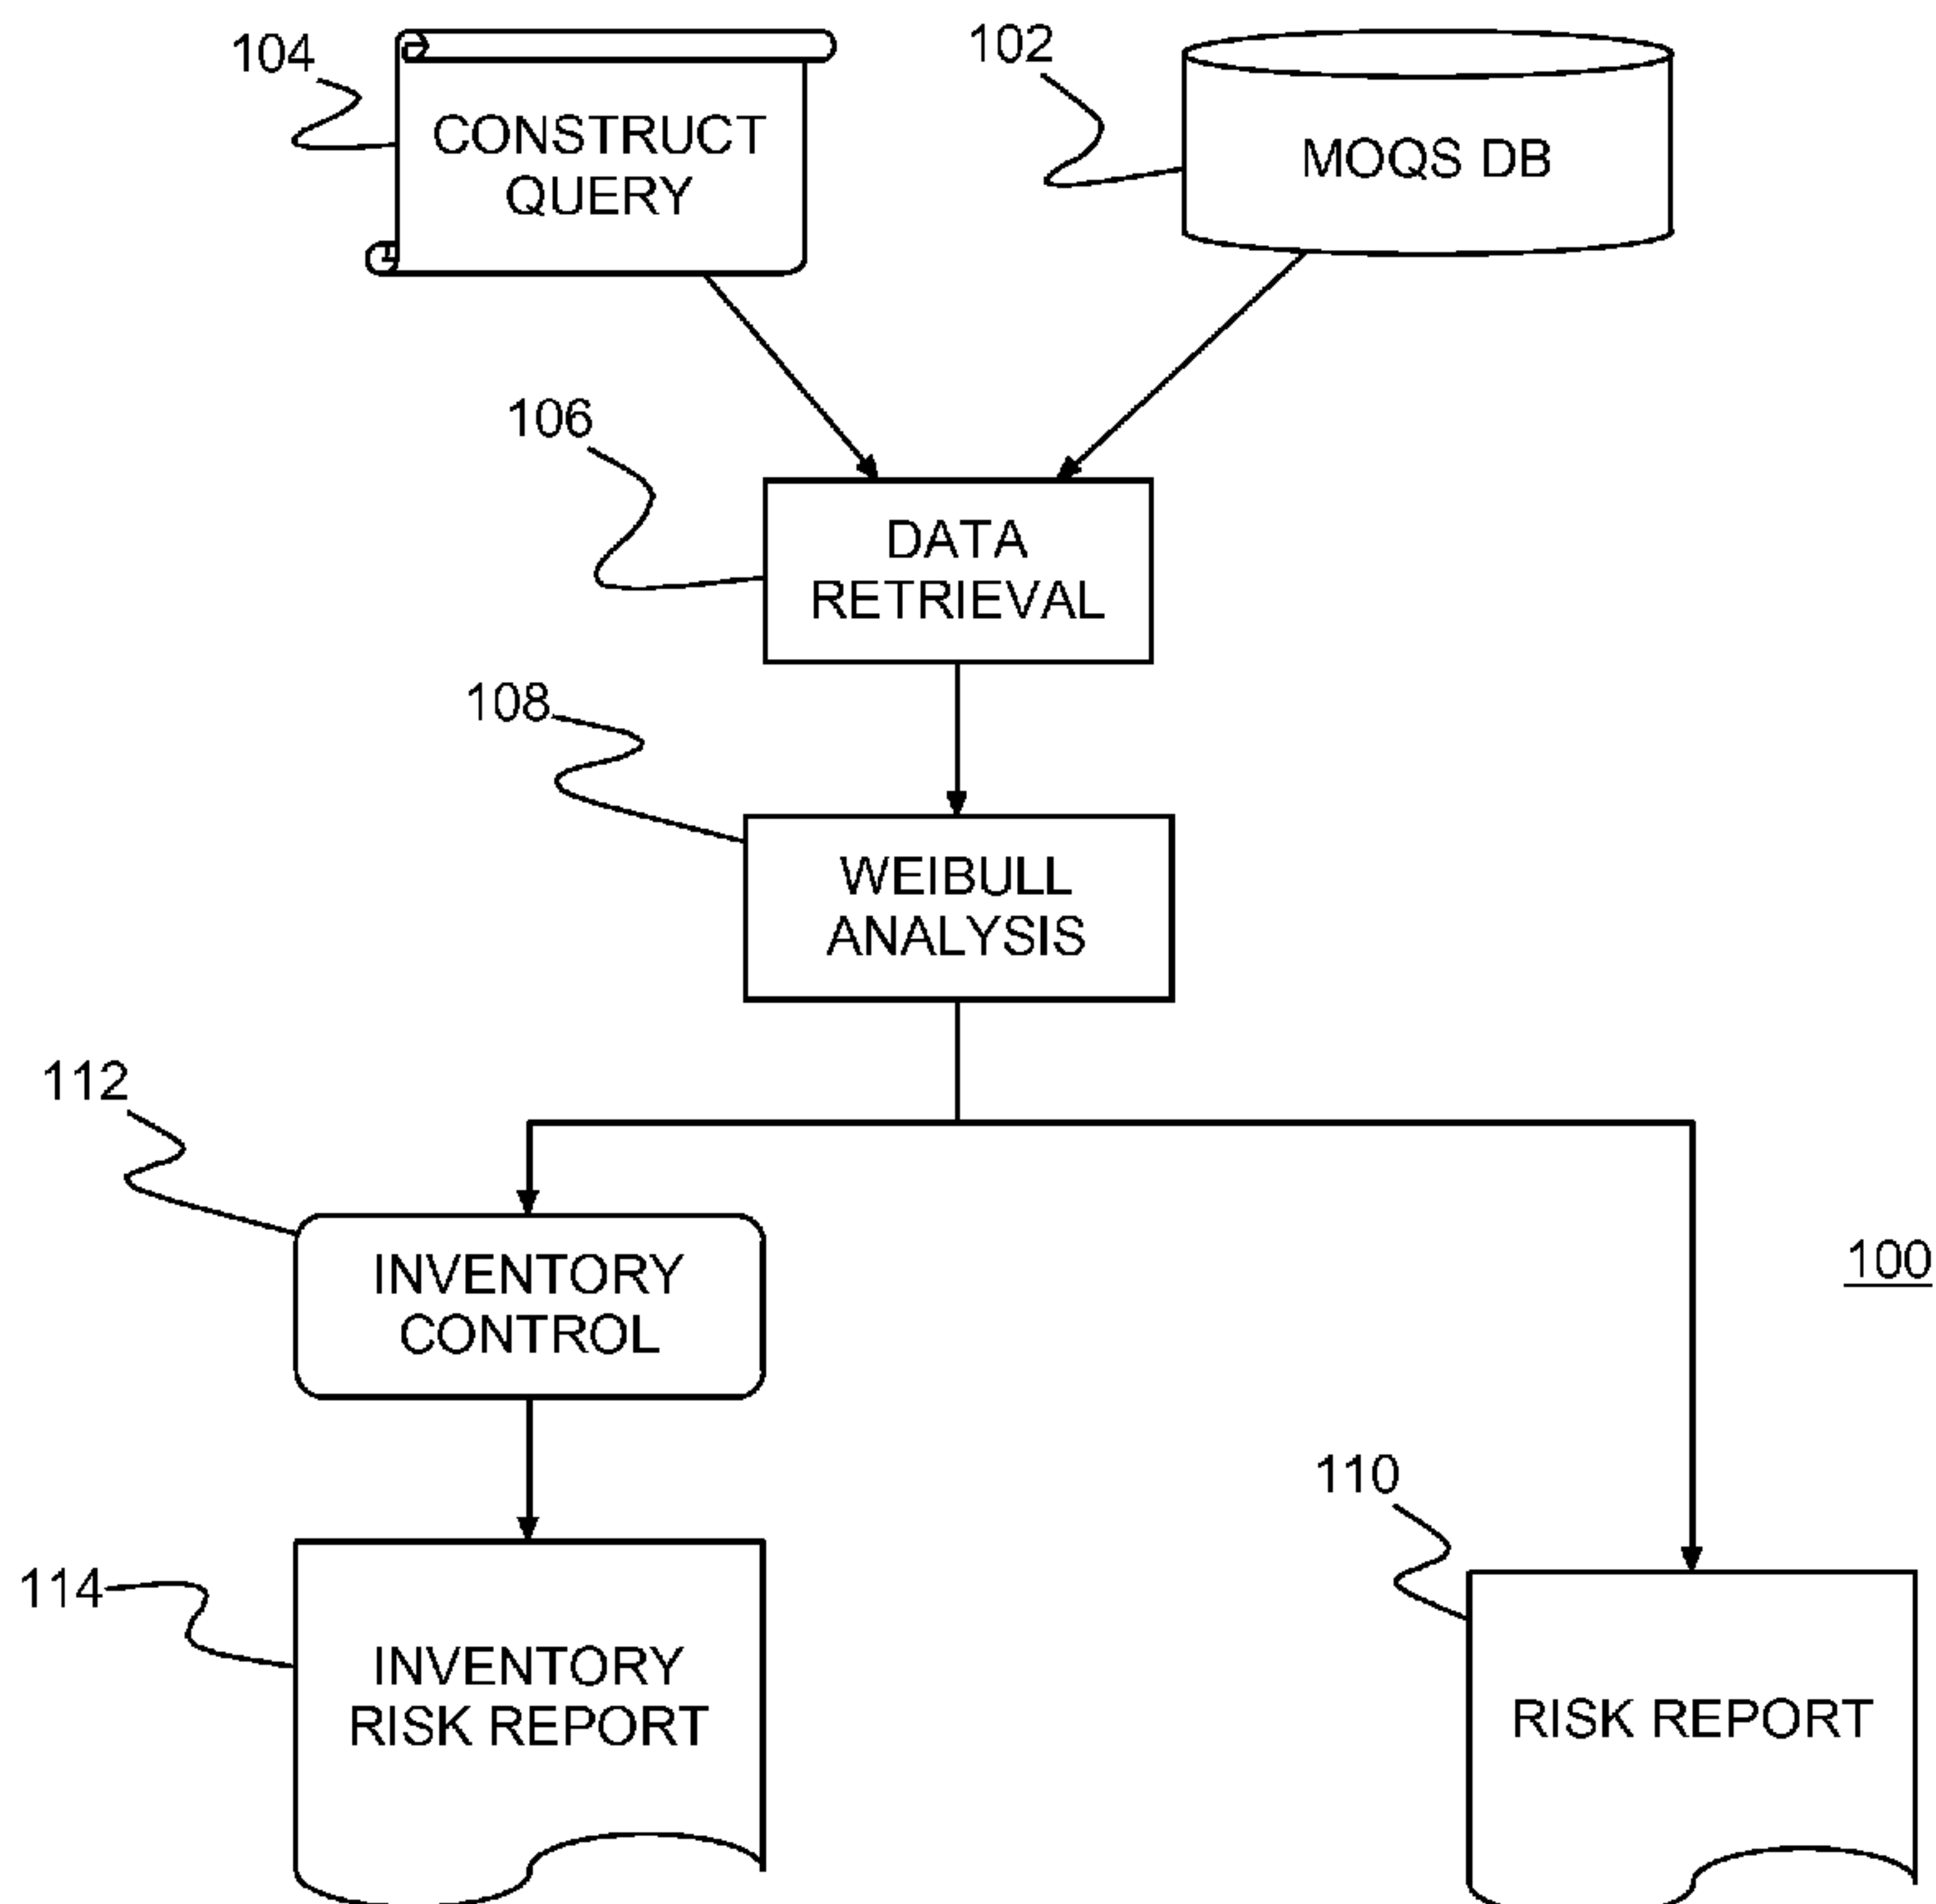 104
CONSTRUCT
QUERY
102
MOQS DB
106
DATA
RETRIEVAL
108
WEIBULL
ANALYSIS
112
INVENTORY
CONTROL
100
110
114
INVENTORY
RISK REPORT
RISK REPORT